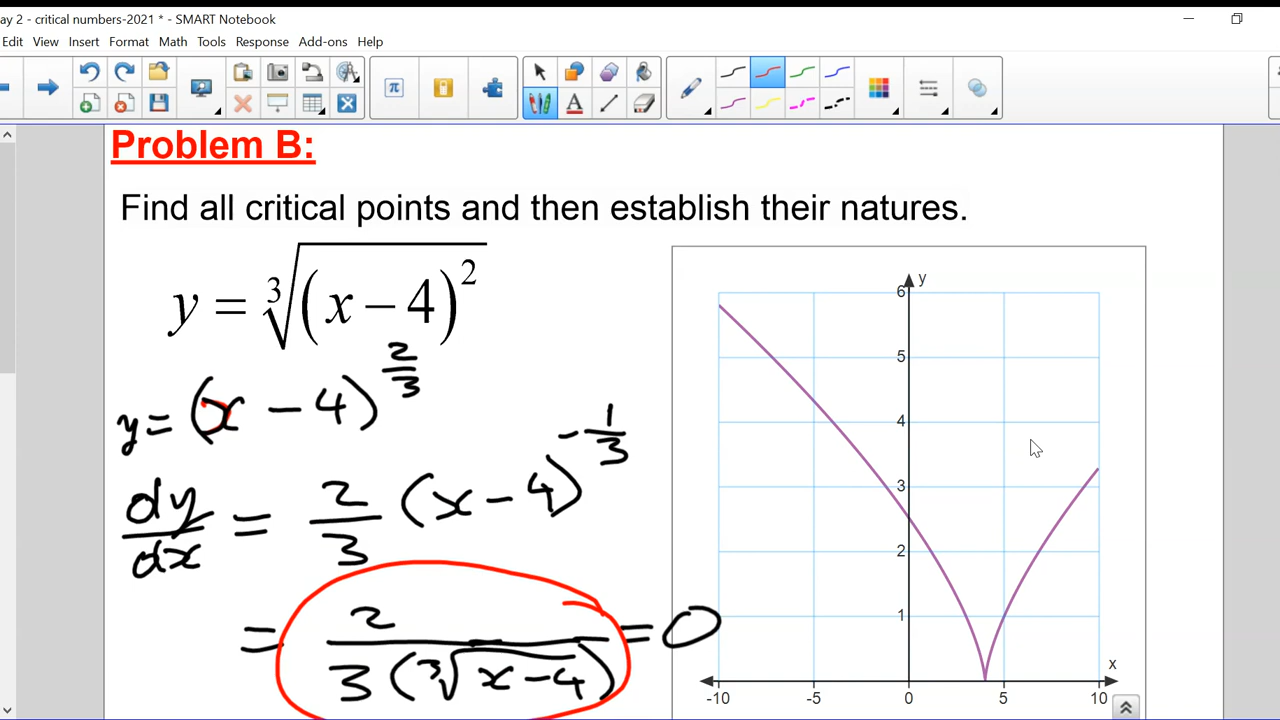 ay 2 - critical numbers-2021 * - SMART Notebook
Edit View Insert Format Math Tools Response Add-ons Help
π A
Problem B:
Find all critical points and then establish their natures.
y = ∛(x − 4)²
y = (x − 4)^(2/3)
dy/dx = 2/3 (x − 4)^(−1/3)
= 2/(3(∛(x−4))) = 0
y
6
5
4
3
2
1
x
-10 -5 0 5 10